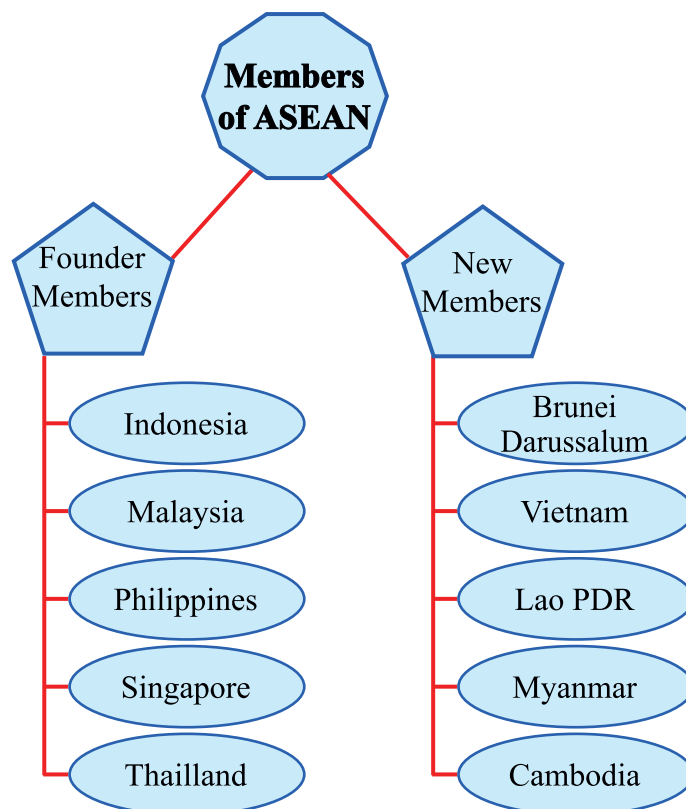 Members
of ASEAN
Founder
Members
Indonesia
Malaysia
Philippines
Singapore
Thailland
New
Members
Brunei
Darussalum
Vietnam
Lao PDR
Myanmar
Cambodia